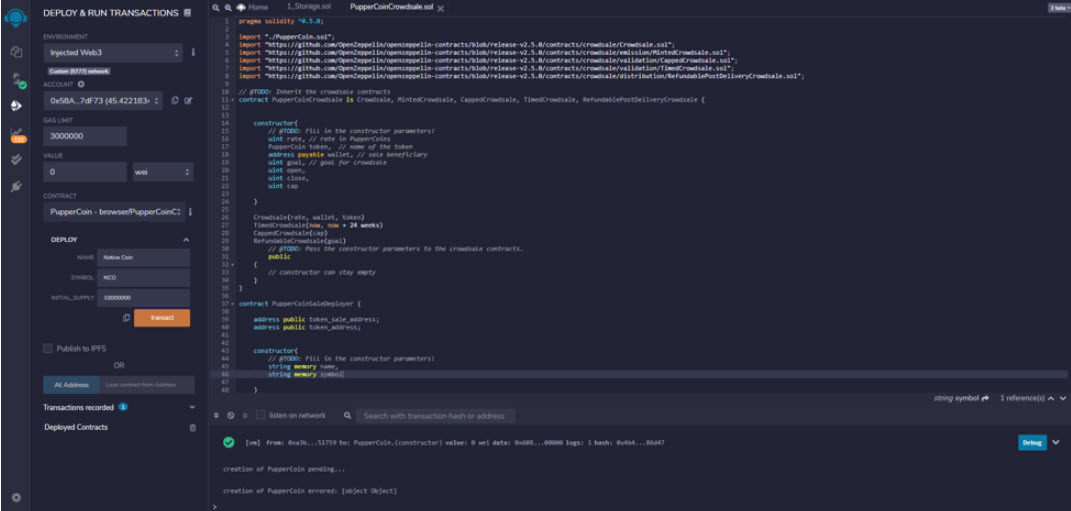 DEPLOY & RUN TRANSACTIONS
ENVIRONMENT
Injected Web3
i
Custom (5777) network
ACCOUNT
0x58A...7dF73 (45.422183
GAS LIMIT
3000000
VALUE
0
wei
CONTRACT
PupperCoin - browser/PupperCoinC
i
DEPLOY
NAME: Native Coin
SYMBOL: NCO
INITIAL_SUPPLY: 10000000
transact
Publish to IPFS
OR
At Address
Load contract from Address
Transactions recorded 1
Deployed Contracts
Home
1_Storage.sol
PupperCoinCrowdsale.sol
3 tabs
1 pragma solidity ^0.5.0;
2
3 import "./PupperCoin.sol";
4 import "https://github.com/OpenZeppelin/openzeppelin-contracts/blob/release-v2.5.0/contracts/crowdsale/Crowdsale.sol";
5 import "https://github.com/OpenZeppelin/openzeppelin-contracts/blob/release-v2.5.0/contracts/crowdsale/emission/MintedCrowdsale.sol";
6 import "https://github.com/OpenZeppelin/openzeppelin-contracts/blob/release-v2.5.0/contracts/crowdsale/validation/CappedCrowdsale.sol";
7 import "https://github.com/OpenZeppelin/openzeppelin-contracts/blob/release-v2.5.0/contracts/crowdsale/validation/TimedCrowdsale.sol";
8 import "https://github.com/OpenZeppelin/openzeppelin-contracts/blob/release-v2.5.0/contracts/crowdsale/distribution/RefundablePostDeliveryCrowdsale.sol";
9
10 // @TODO: Inherit the crowdsale contracts
11 contract PupperCoinCrowdsale is Crowdsale, MintedCrowdsale, CappedCrowdsale, TimedCrowdsale, RefundablePostDeliveryCrowdsale {
12
13
14 constructor(
15 // @TODO: Fill in the constructor parameters!
16 uint rate, // rate in PupperCoins
17 PupperCoin token, // name of the token
18 address payable wallet, // sale beneficiary
19 uint goal, // goal for crowdsale
20 uint open,
21 uint close,
22 uint cap
23
24 )
25
26 Crowdsale(rate, wallet, token)
27 TimedCrowdsale(now, now + 24 weeks)
28 CappedCrowdsale(cap)
29 RefundableCrowdsale(goal)
30 // @TODO: Pass the constructor parameters to the crowdsale contracts.
31 public
32 {
33 // constructor can stay empty
34 }
35 }
36
37 contract PupperCoinSaleDeployer {
38
39 address public token_sale_address;
40 address public token_address;
41
42
43 constructor(
44 // @TODO: Fill in the constructor parameters!
45 string memory name,
46 string memory symbol
47
48 )
string symbol
1 reference(s)
0
listen on network
Search with transaction hash or address
[vm] from: 0xa3b...51759 to: PupperCoin.(constructor) value: 0 wei data: 0x608...00000 logs: 1 hash: 0x4b4...86d47
Debug
creation of PupperCoin pending...
creation of PupperCoin errored: [object Object]
>